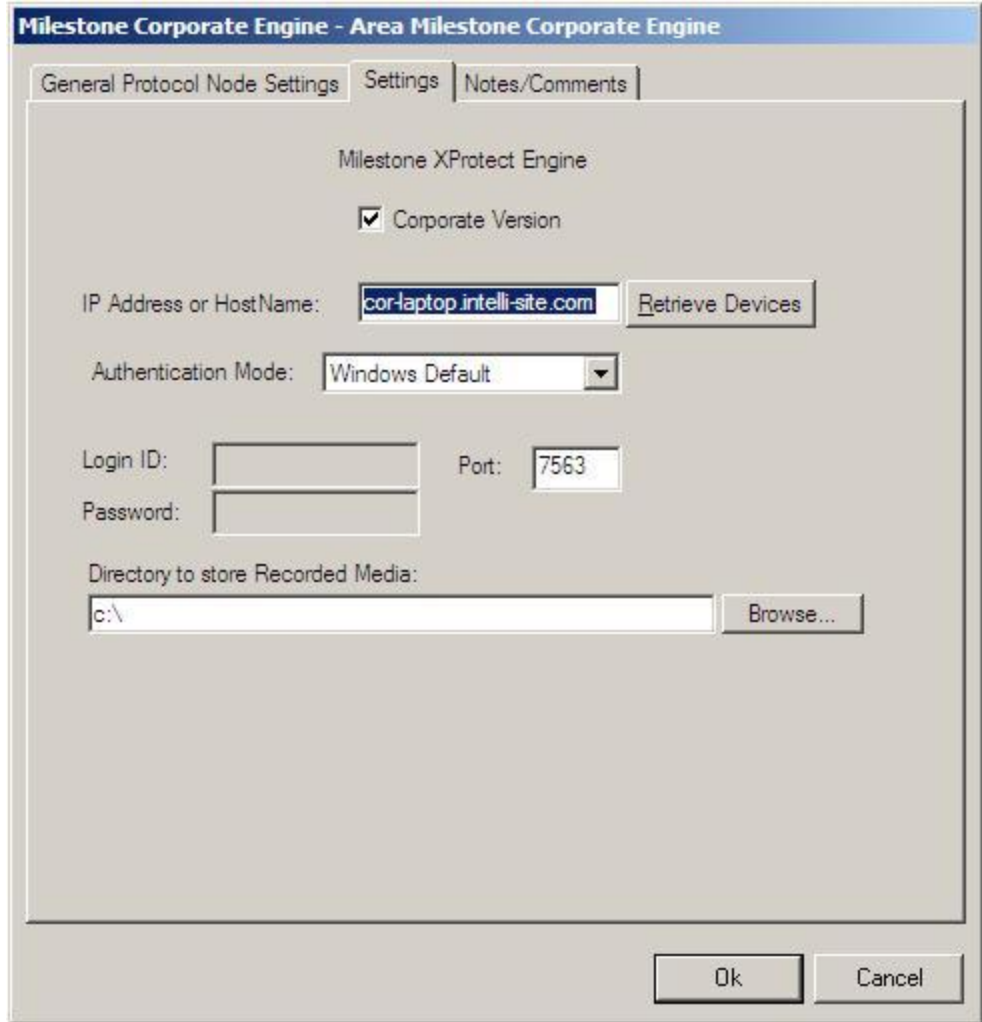 Milestone Corporate Engine - Area Milestone Corporate Engine
General Protocol Node Settings Settings Notes/Comments
Milestone XProtect Engine
Corporate Version
IP Address or HostName: cor-laptop.intelli-site.com Retrieve Devices
Authentication Mode: Windows Default
Login ID: Port: 7563
Password:
Directory to store Recorded Media:
c:\ Browse...
Ok Cancel